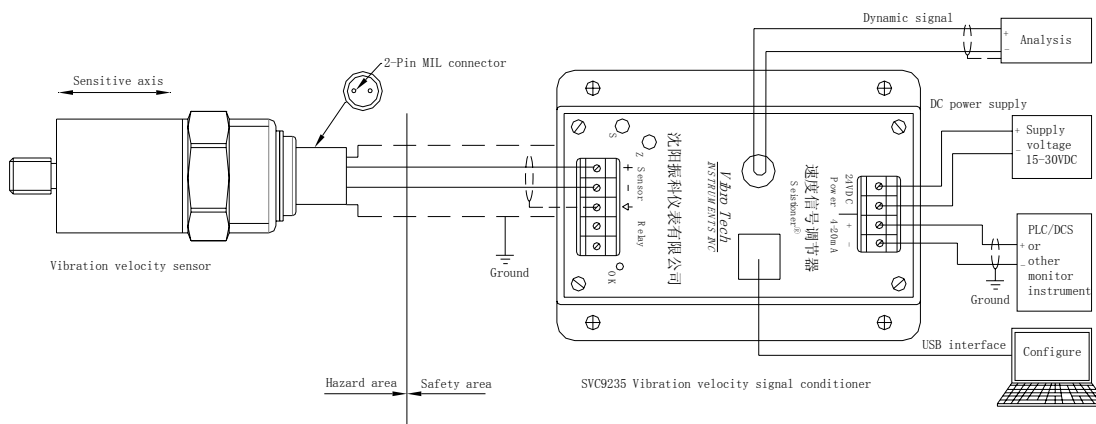 Dynamic signal
+
-
Analysis
2-Pin MIL connector
Sensitive axis
DC power supply
+
-
Supply
voltage
15-30VDC
S
Z
+
-
Sensor
Relay
OK
沈阳振科仪表有限公司
Vibro Tech
INSTRUMENTS INC
速度信号调节器
Seistioner®
24VDC
Power
4-20mA
+
-
PLC/DCS
or
other
monitor
instrument
+
-
Ground
Ground
Vibration velocity sensor
USB interface
Configure
Hazard area
Safety area
SVC9235 Vibration velocity signal conditioner